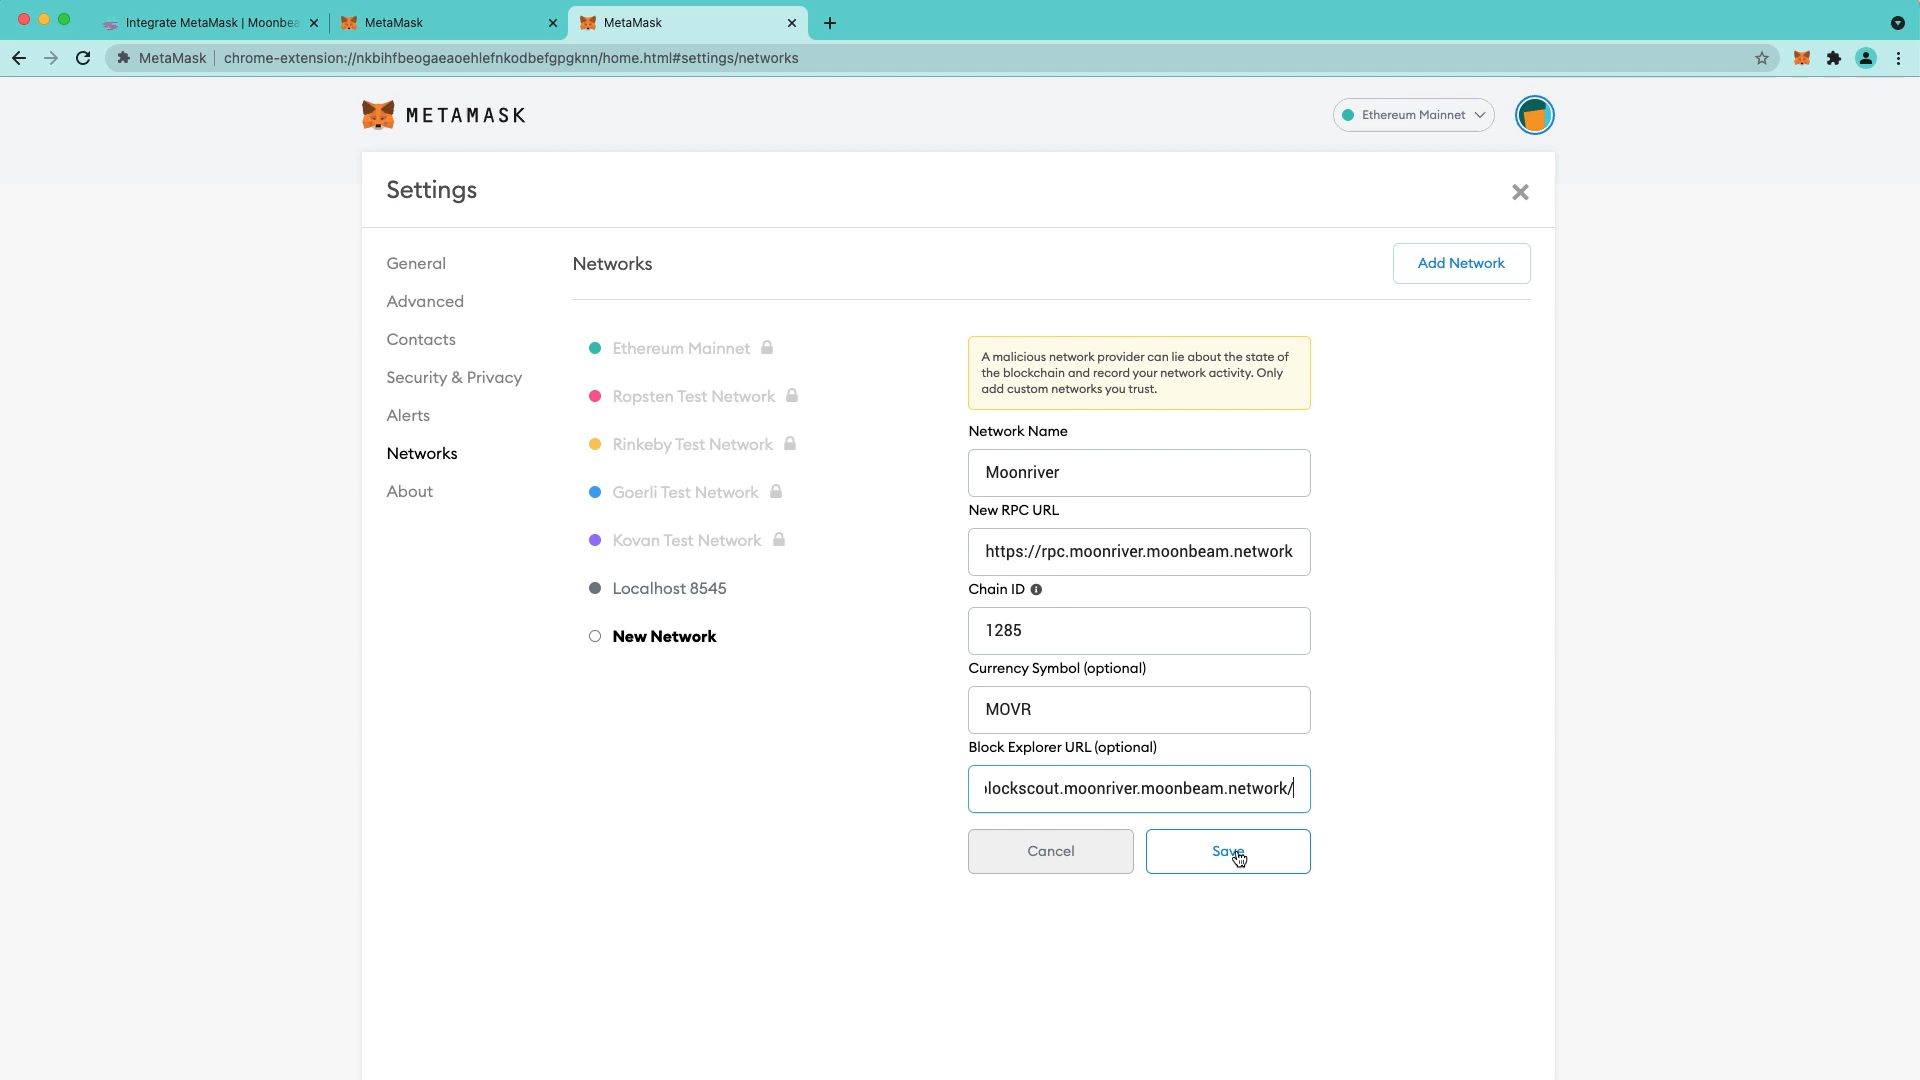 Integrate MetaMask | Moonbea
MetaMask
MetaMask
MetaMask
chrome-extension://nkbihfbeogaeaoehlefnkodbefgpgknn/home.html#settings/networks
METAMASK
Ethereum Mainnet
Settings
General
Advanced
Contacts
Security & Privacy
Alerts
Networks
About
Networks
Add Network
Ethereum Mainnet
Ropsten Test Network
Rinkeby Test Network
Goerli Test Network
Kovan Test Network
Localhost 8545
New Network
A malicious network provider can lie about the state of
the blockchain and record your network activity. Only
add custom networks you trust.
Network Name
Moonriver
New RPC URL
https://rpc.moonriver.moonbeam.network
Chain ID
1285
Currency Symbol (optional)
MOVR
Block Explorer URL (optional)
blockscout.moonriver.moonbeam.network/
Cancel
Save